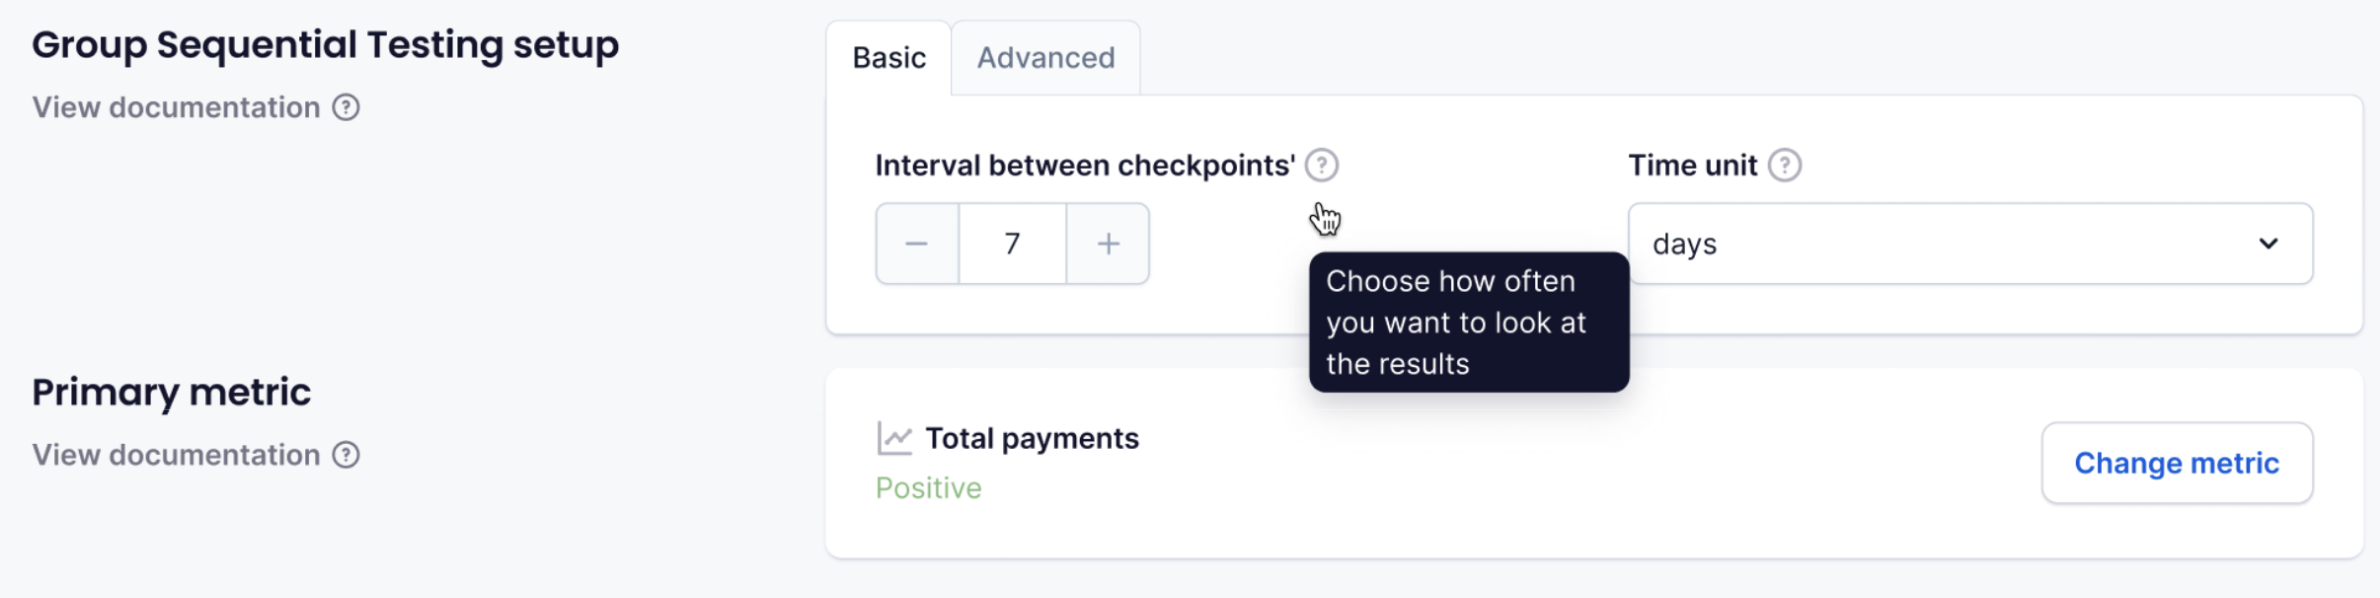 Group Sequential Testing setup
View documentation ?
Basic
Advanced
Interval between checkpoints' ?
− 7 +
Time unit ?
days
Choose how often
you want to look at
the results
Primary metric
View documentation ?
Total payments
Positive
Change metric